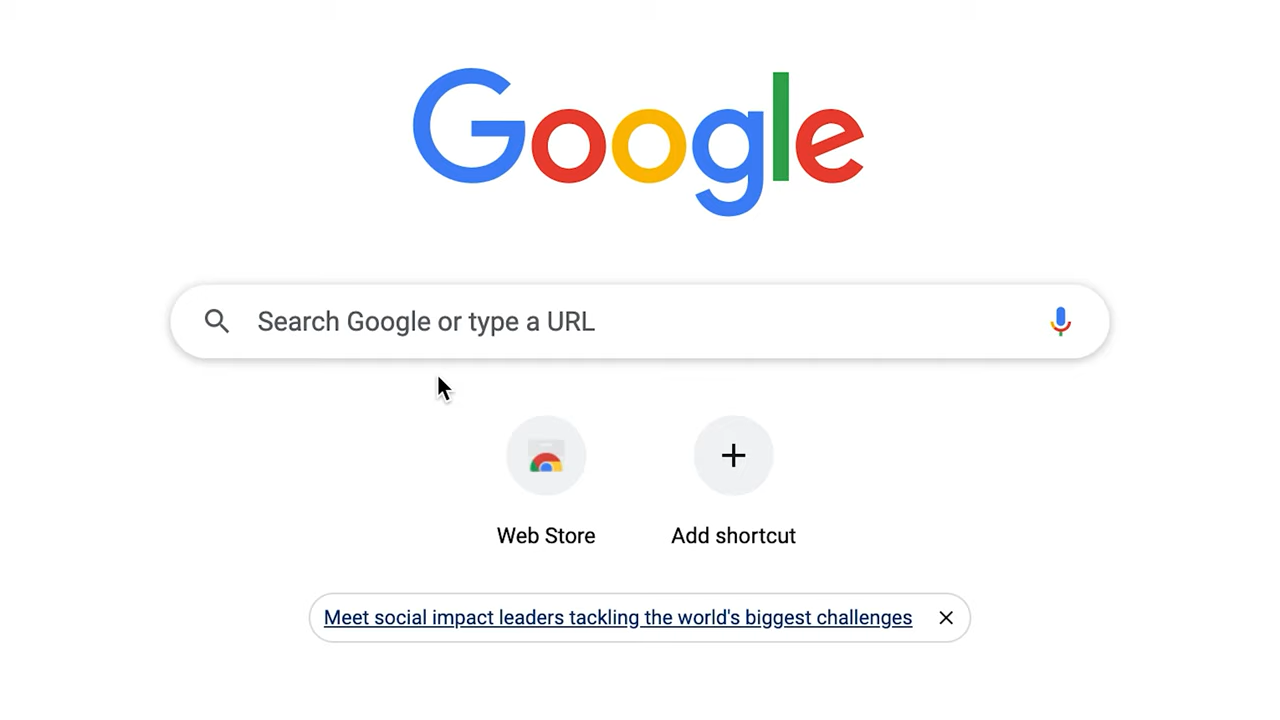 Google
Search Google or type a URL
Web Store
Add shortcut
Meet social impact leaders tackling the world's biggest challenges